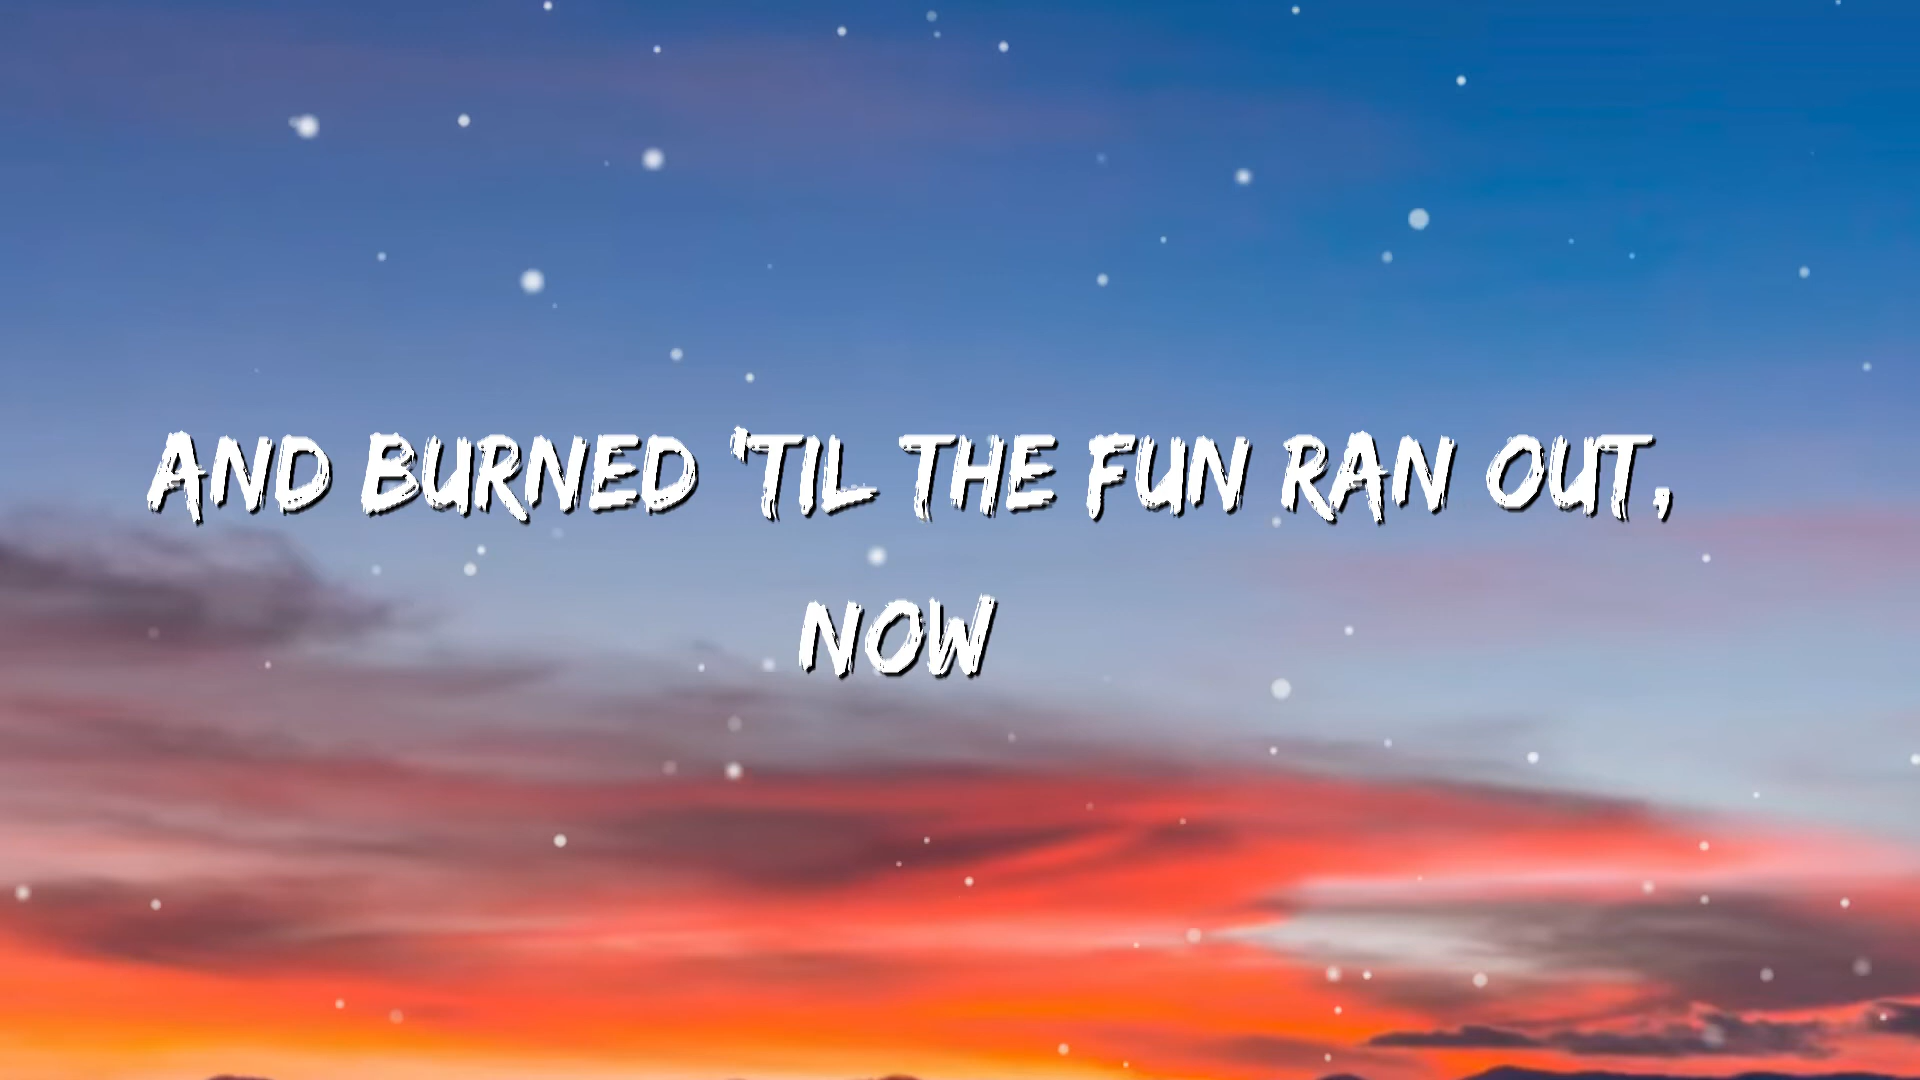 AND BURNED 'TIL THE FUN RAN OUT,
NOW